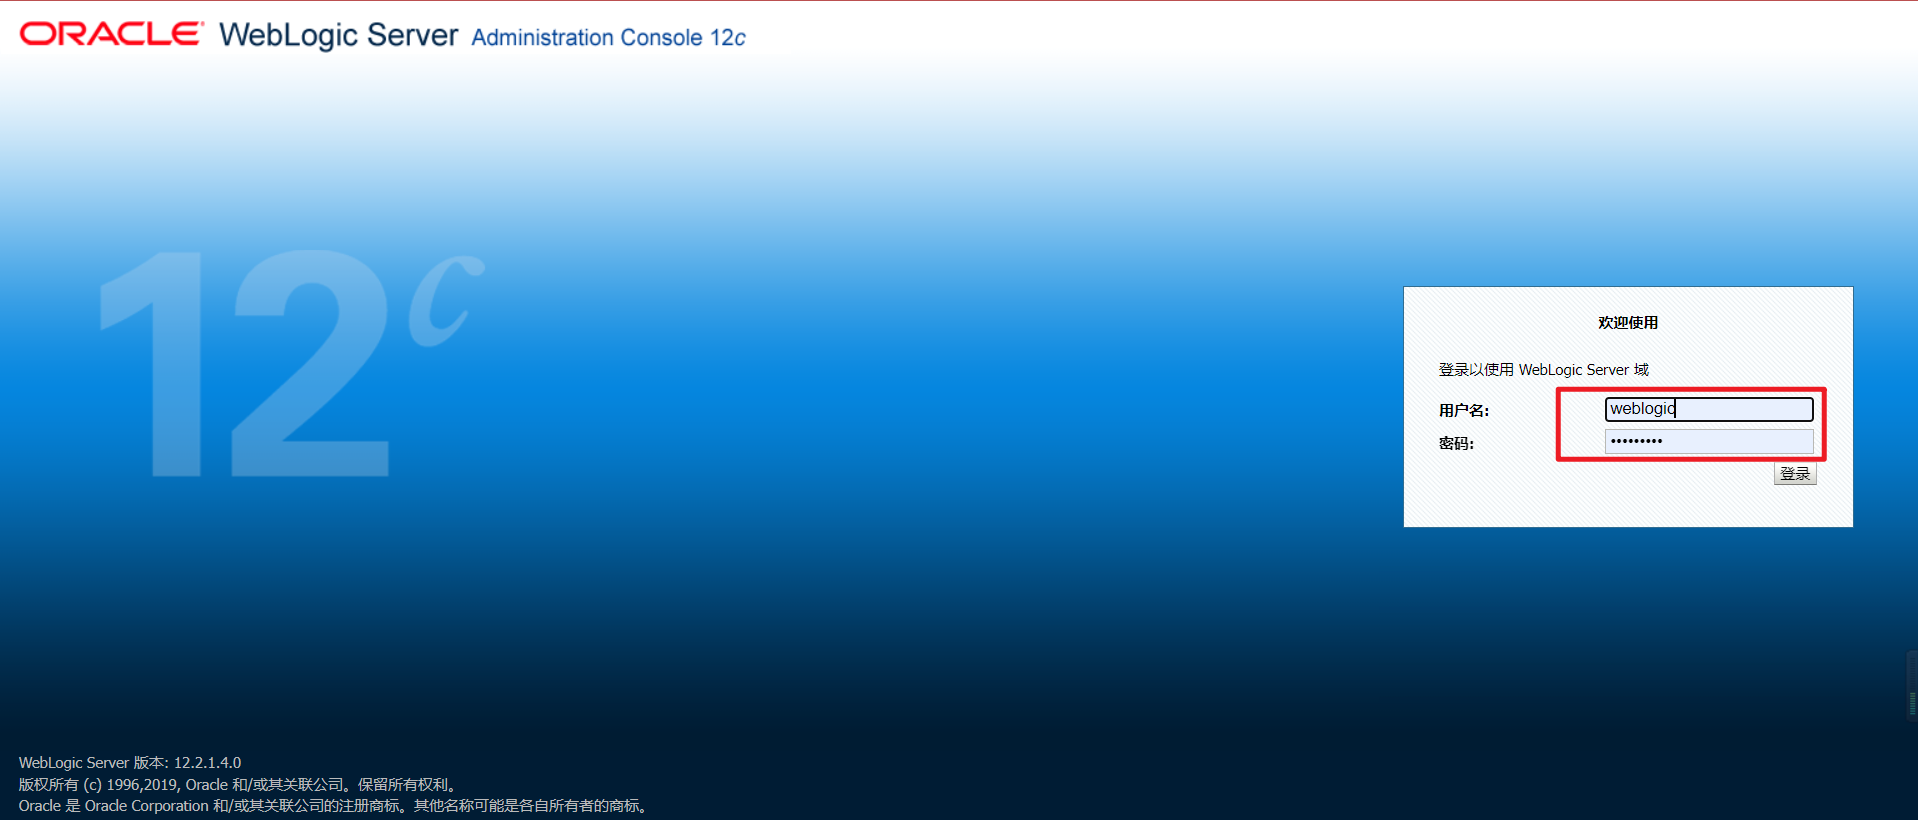 ORACLE WebLogic Server Administration Console 12c
12c
欢迎使用
登录以使用 WebLogic Server 域
用户名: weblogic
密码: •••••••••
登录
WebLogic Server 版本: 12.2.1.4.0
版权所有 (c) 1996,2019, Oracle 和/或其关联公司。保留所有权利。
Oracle 是 Oracle Corporation 和/或其关联公司的注册商标。其他名称可能是各自所有者的商标。